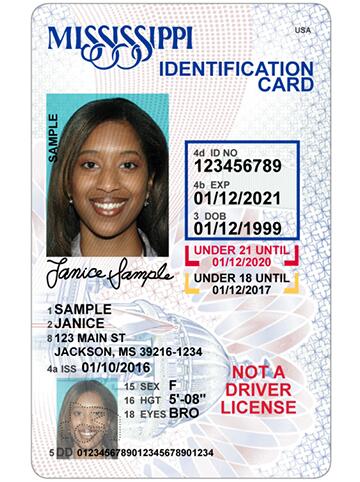 MISSISSIPPI
USA
IDENTIFICATION
CARD
SAMPLE
4d ID NO
123456789
4b EXP
01/12/2021
3 DOB
01/12/1999
UNDER 21 UNTIL
01/12/2020
UNDER 18 UNTIL
01/12/2017
Janice Sample
1 SAMPLE
2 JANICE
8 123 MAIN ST
JACKSON, MS 39216-1234
4a ISS 01/10/2016
15 SEX F
16 HGT 5'-08"
18 EYES BRO
NOT A
DRIVER
LICENSE
5 DD 0123456789012345678901234